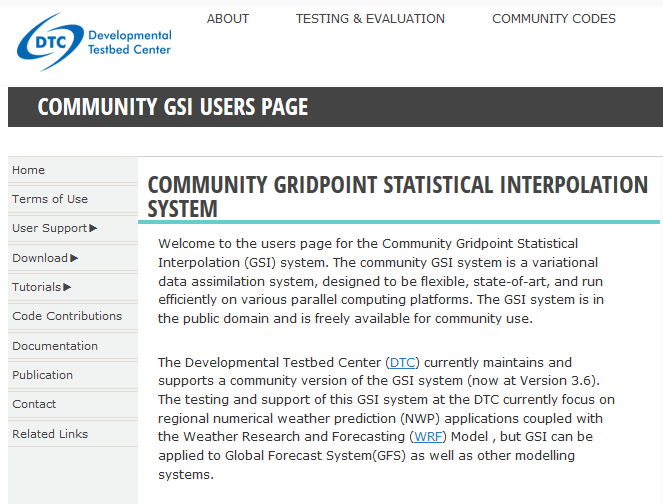 DTC Developmental
Testbed Center
ABOUT TESTING & EVALUATION COMMUNITY CODES
COMMUNITY GSI USERS PAGE
Home
Terms of Use
User Support▶
Download▶
Tutorials▶
Code Contributions
Documentation
Publication
Contact
Related Links
COMMUNITY GRIDPOINT STATISTICAL INTERPOLATION
SYSTEM
Welcome to the users page for the Community Gridpoint Statistical
Interpolation (GSI) system. The community GSI system is a variational
data assimilation system, designed to be flexible, state-of-art, and run
efficiently on various parallel computing platforms. The GSI system is in
the public domain and is freely available for community use.
The Developmental Testbed Center (DTC) currently maintains and
supports a community version of the GSI system (now at Version 3.6).
The testing and support of this GSI system at the DTC currently focus on
regional numerical weather prediction (NWP) applications coupled with
the Weather Research and Forecasting (WRF) Model , but GSI can be
applied to Global Forecast System(GFS) as well as other modelling
systems.